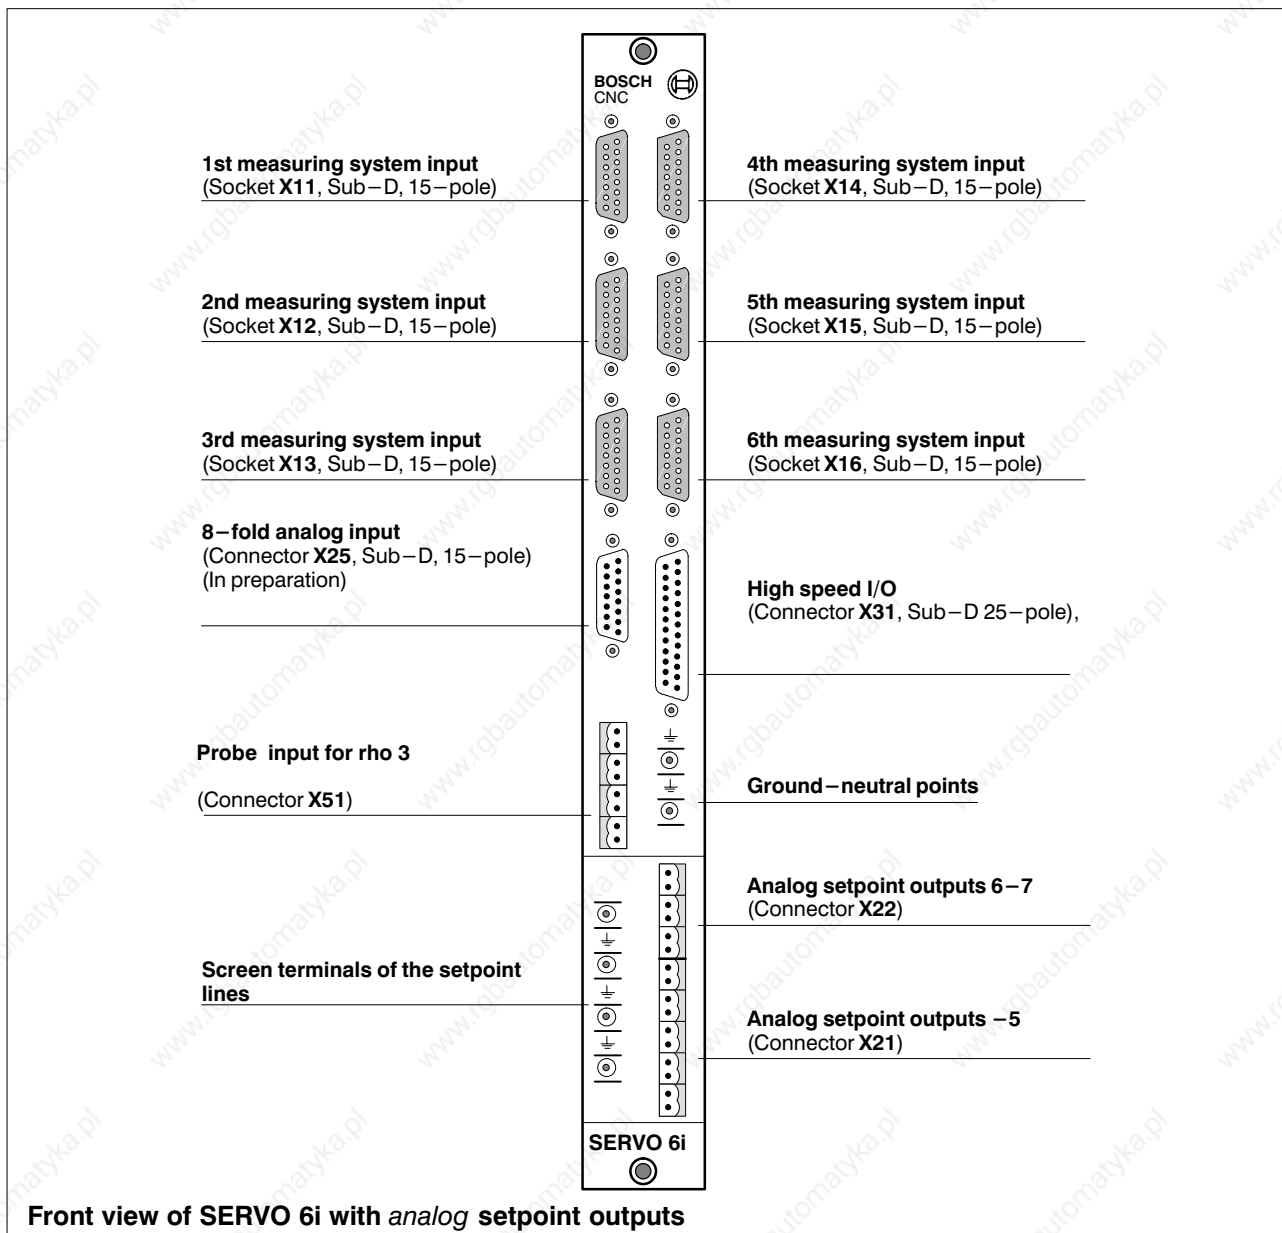 BOSCH
CNC
1st measuring system input
(Socket X11, Sub–D, 15–pole)
4th measuring system input
(Socket X14, Sub–D, 15–pole)
2nd measuring system input
(Socket X12, Sub–D, 15–pole)
5th measuring system input
(Socket X15, Sub–D, 15–pole)
3rd measuring system input
(Socket X13, Sub–D, 15–pole)
6th measuring system input
(Socket X16, Sub–D, 15–pole)
8–fold analog input
(Connector X25, Sub–D, 15–pole)
(In preparation)
High speed I/O
(Connector X31, Sub–D 25–pole),
Probe input for rho 3
(Connector X51)
Ground–neutral points
Analog setpoint outputs 6–7
(Connector X22)
Screen terminals of the setpoint
lines
Analog setpoint outputs –5
(Connector X21)
SERVO 6i
Front view of SERVO 6i with analog setpoint outputs
www.rgbautomatyka.pl